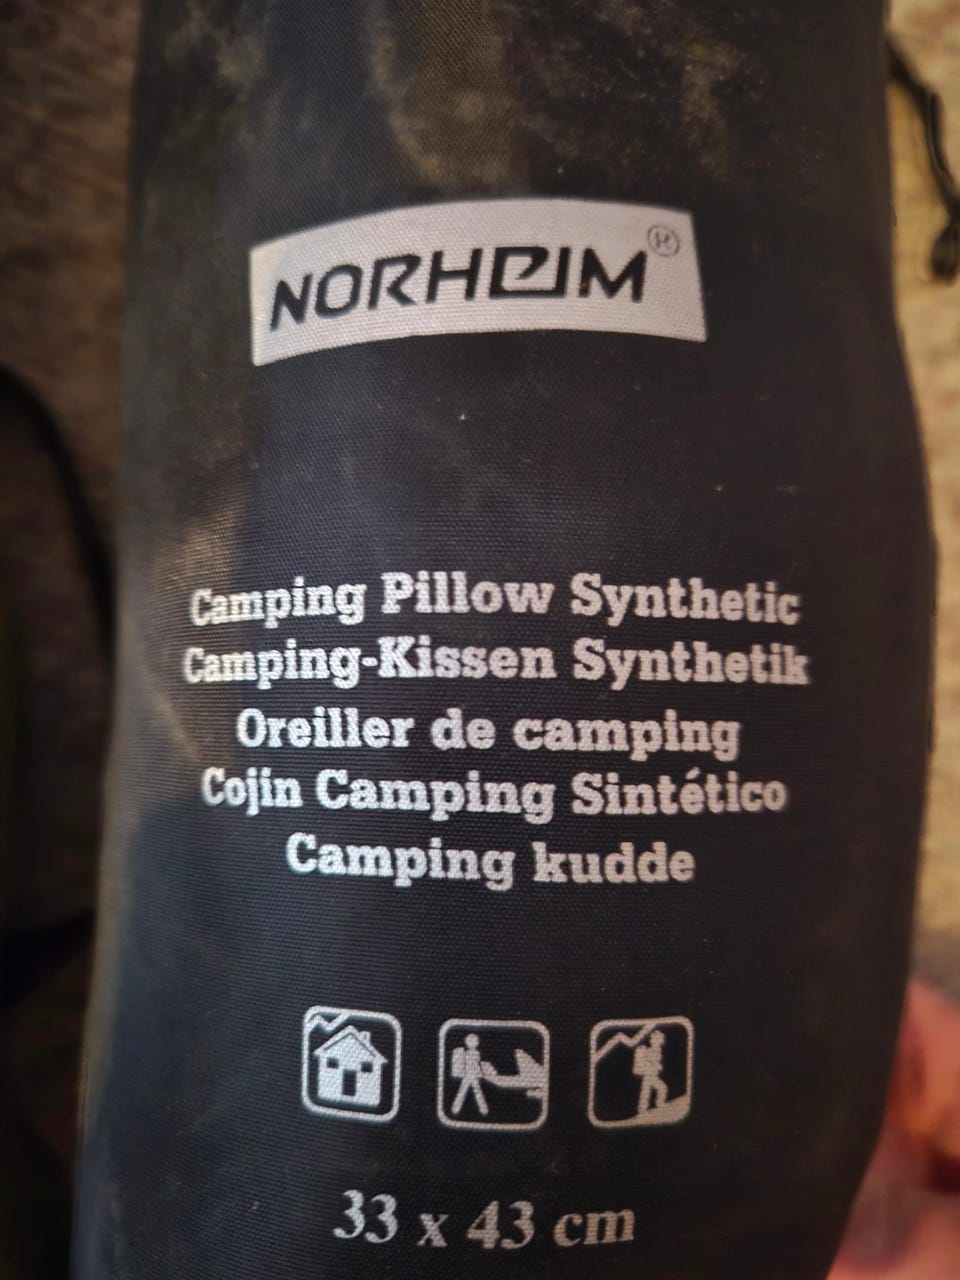 NORHEIM®
Camping Pillow Synthetic
Camping-Kissen Synthetik
Oreiller de camping
Cojin Camping Sintético
Camping kudde
33 x 43 cm